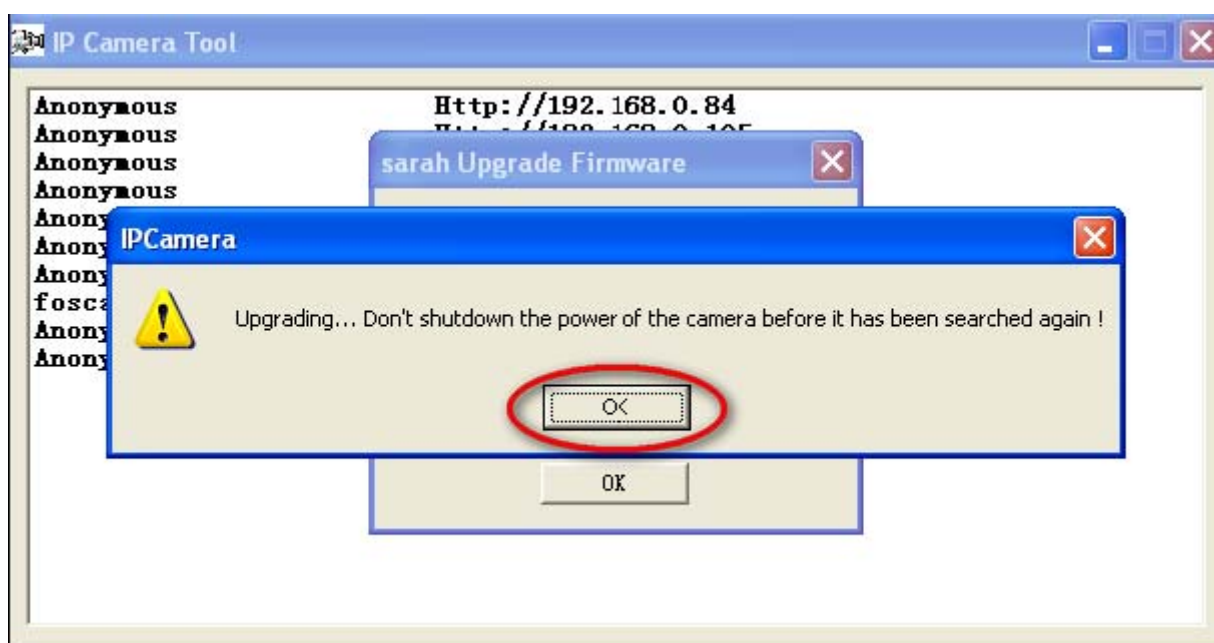 IP Camera Tool
Anonymous Http://192.168.0.84
Anonymous
Anonymous
Anonymous
sarah Upgrade Firmware
IPCamera
Upgrading... Don't shutdown the power of the camera before it has been searched again !
OK